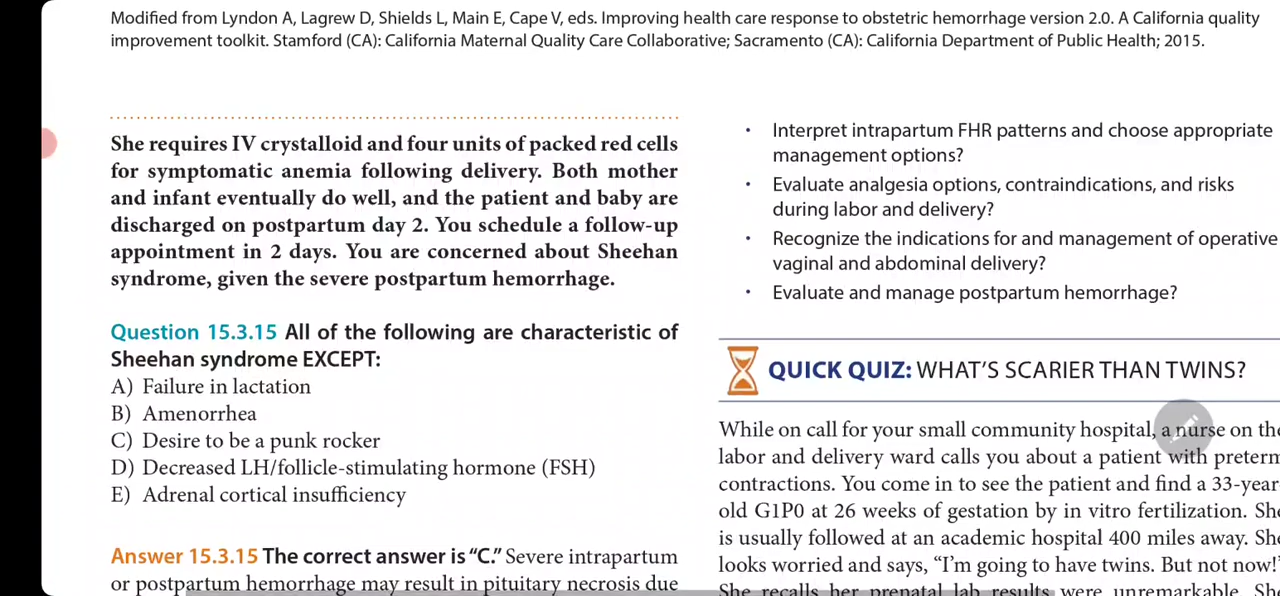 Modified from Lyndon A, Lagrew D, Shields L, Main E, Cape V, eds. Improving health care response to obstetric hemorrhage version 2.0. A California quality
improvement toolkit. Stamford (CA): California Maternal Quality Care Collaborative; Sacramento (CA): California Department of Public Health; 2015.
She requires IV crystalloid and four units of packed red cells
for symptomatic anemia following delivery. Both mother
and infant eventually do well, and the patient and baby are
discharged on postpartum day 2. You schedule a follow-up
appointment in 2 days. You are concerned about Sheehan
syndrome, given the severe postpartum hemorrhage.
Question 15.3.15 All of the following are characteristic of
Sheehan syndrome EXCEPT:
A) Failure in lactation
B) Amenorrhea
C) Desire to be a punk rocker
D) Decreased LH/follicle-stimulating hormone (FSH)
E) Adrenal cortical insufficiency
Answer 15.3.15 The correct answer is “C.” Severe intrapartum
or postpartum hemorrhage may result in pituitary necrosis due
• Interpret intrapartum FHR patterns and choose appropriate
management options?
• Evaluate analgesia options, contraindications, and risks
during labor and delivery?
• Recognize the indications for and management of operative
vaginal and abdominal delivery?
• Evaluate and manage postpartum hemorrhage?
QUICK QUIZ: WHAT’S SCARIER THAN TWINS?
While on call for your small community hospital, a nurse on the
labor and delivery ward calls you about a patient with preterm
contractions. You come in to see the patient and find a 33-year-
old G1P0 at 26 weeks of gestation by in vitro fertilization. She
is usually followed at an academic hospital 400 miles away. She
looks worried and says, “I’m going to have twins. But not now!”
She recalls her prenatal lab results were unremarkable. She